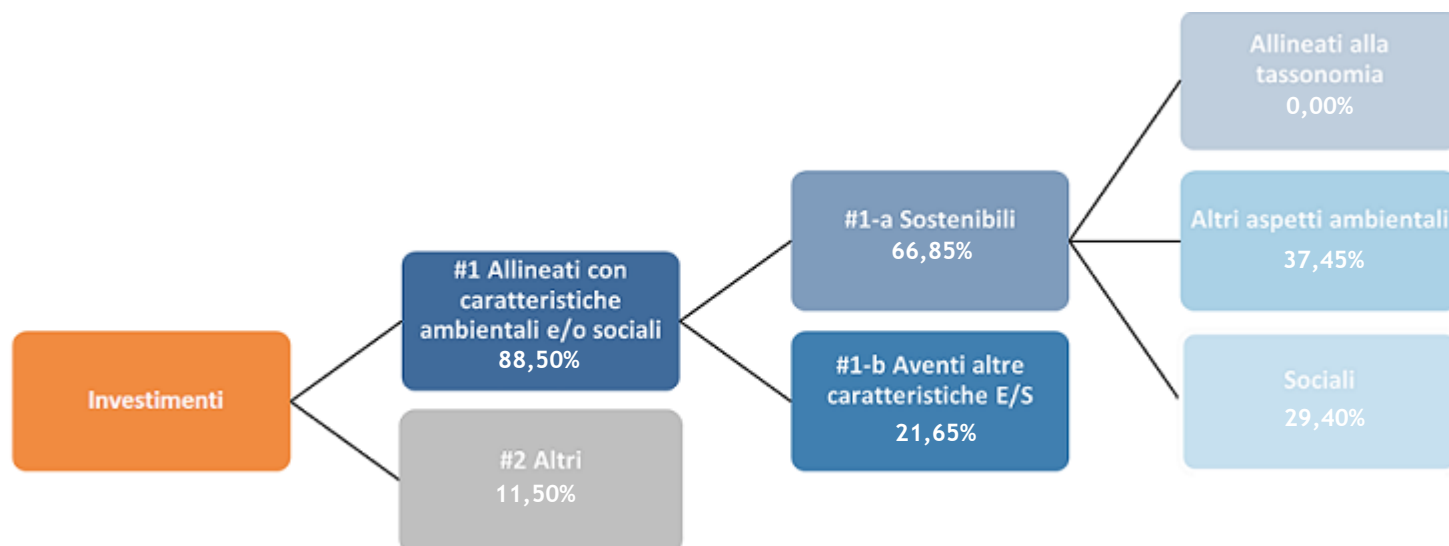 Investimenti
#1 Allineati con
caratteristiche
ambientali e/o sociali
88,50%
#2 Altri
11,50%
#1-a Sostenibili
66,85%
#1-b Aventi altre
caratteristiche E/S
21,65%
Allineati alla
tassonomia
0,00%
Altri aspetti ambientali
37,45%
Sociali
29,40%